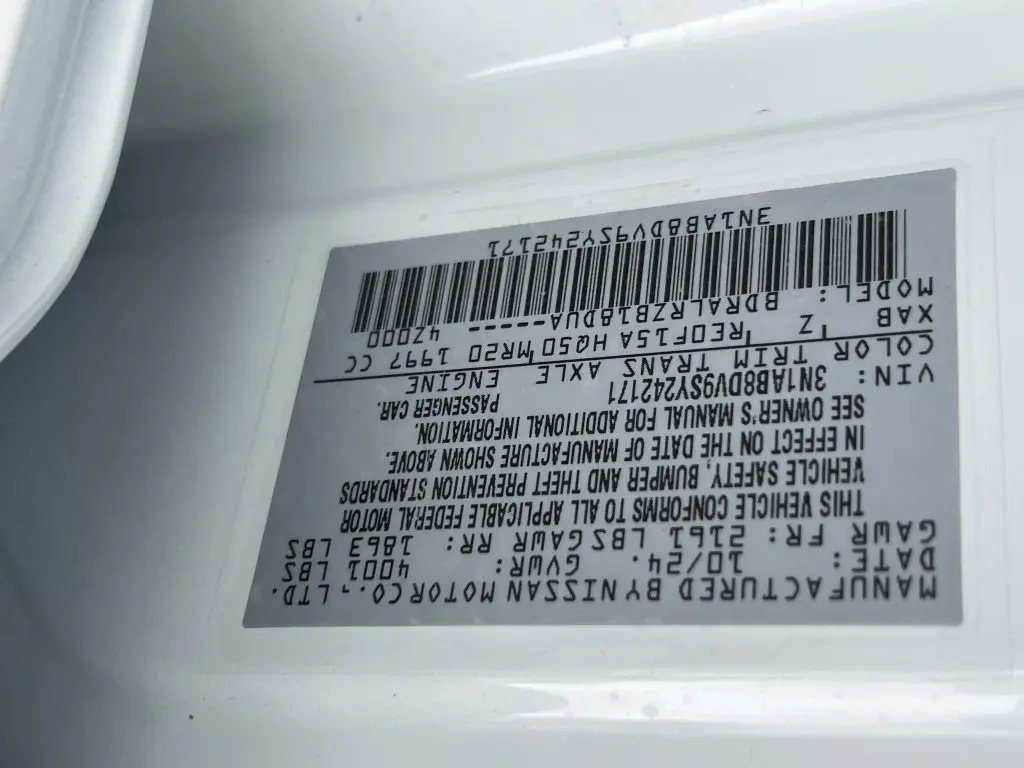 MANUFACTURED BY NISSAN MOTOR CO., LTD.
DATE: 10/24. GVWR: 4001 LBS
GAWR FR: 2161 LBS GAWR RR: 1863 LBS
THIS VEHICLE CONFORMS TO ALL APPLICABLE FEDERAL MOTOR
VEHICLE SAFETY, BUMPER AND THEFT PREVENTION STANDARDS
IN EFFECT ON THE DATE OF MANUFACTURE SHOWN ABOVE.
SEE OWNER'S MANUAL FOR ADDITIONAL INFORMATION.
VIN: 3N1AB8DV9SY242171 PASSENGER CAR.
COLOR TRIM TRANS AXLE ENGINE
XAB Z RE0F15A HQ50 MR20 1997 CC
MODEL: BDRALRZB18DUA----- 4Z000
3N1AB8DV9SY242171